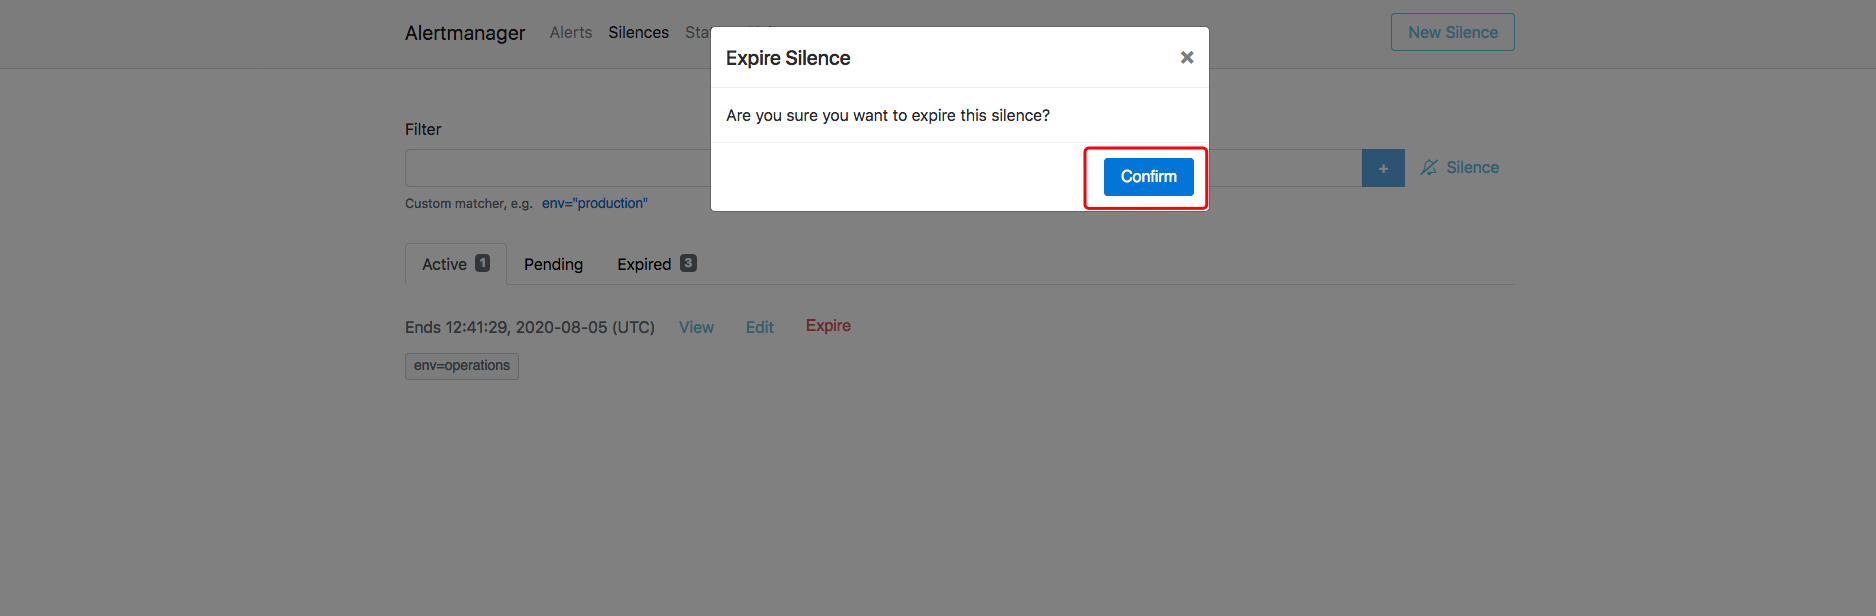 Alertmanager Alerts Silences New Silence
Expire Silence ×
Are you sure you want to expire this silence?
Confirm
Filter
+ Silence
Custom matcher, e.g. env="production"
Active 1 Pending Expired 3
Ends 12:41:29, 2020-08-05 (UTC) View Edit Expire
env=operations